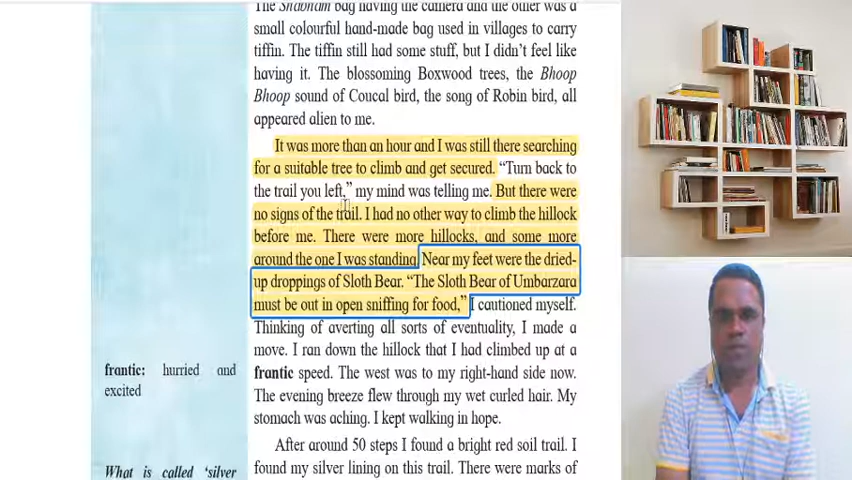 The Shabnam bag having the camera and the other was a
small colourful hand-made bag used in villages to carry
tiffin. The tiffin still had some stuff, but I didn't feel like
having it. The blossoming Boxwood trees, the Bhoop
Bhoop sound of Coucal bird, the song of Robin bird, all
appeared alien to me.
It was more than an hour and I was still there searching
for a suitable tree to climb and get secured. “Turn back to
the trail you left,” my mind was telling me. But there were
no signs of the trail. I had no other way to climb the hillock
before me. There were more hillocks, and some more
around the one I was standing. Near my feet were the dried-
up droppings of Sloth Bear. “The Sloth Bear of Umbarzara
must be out in open sniffing for food,” I cautioned myself.
Thinking of averting all sorts of eventuality, I made a
move. I ran down the hillock that I had climbed up at a
frantic speed. The west was to my right-hand side now.
The evening breeze flew through my wet curled hair. My
stomach was aching. I kept walking in hope.
After around 50 steps I found a bright red soil trail. I
found my silver lining on this trail. There were marks of
frantic: hurried and
excited
What is called ‘silver